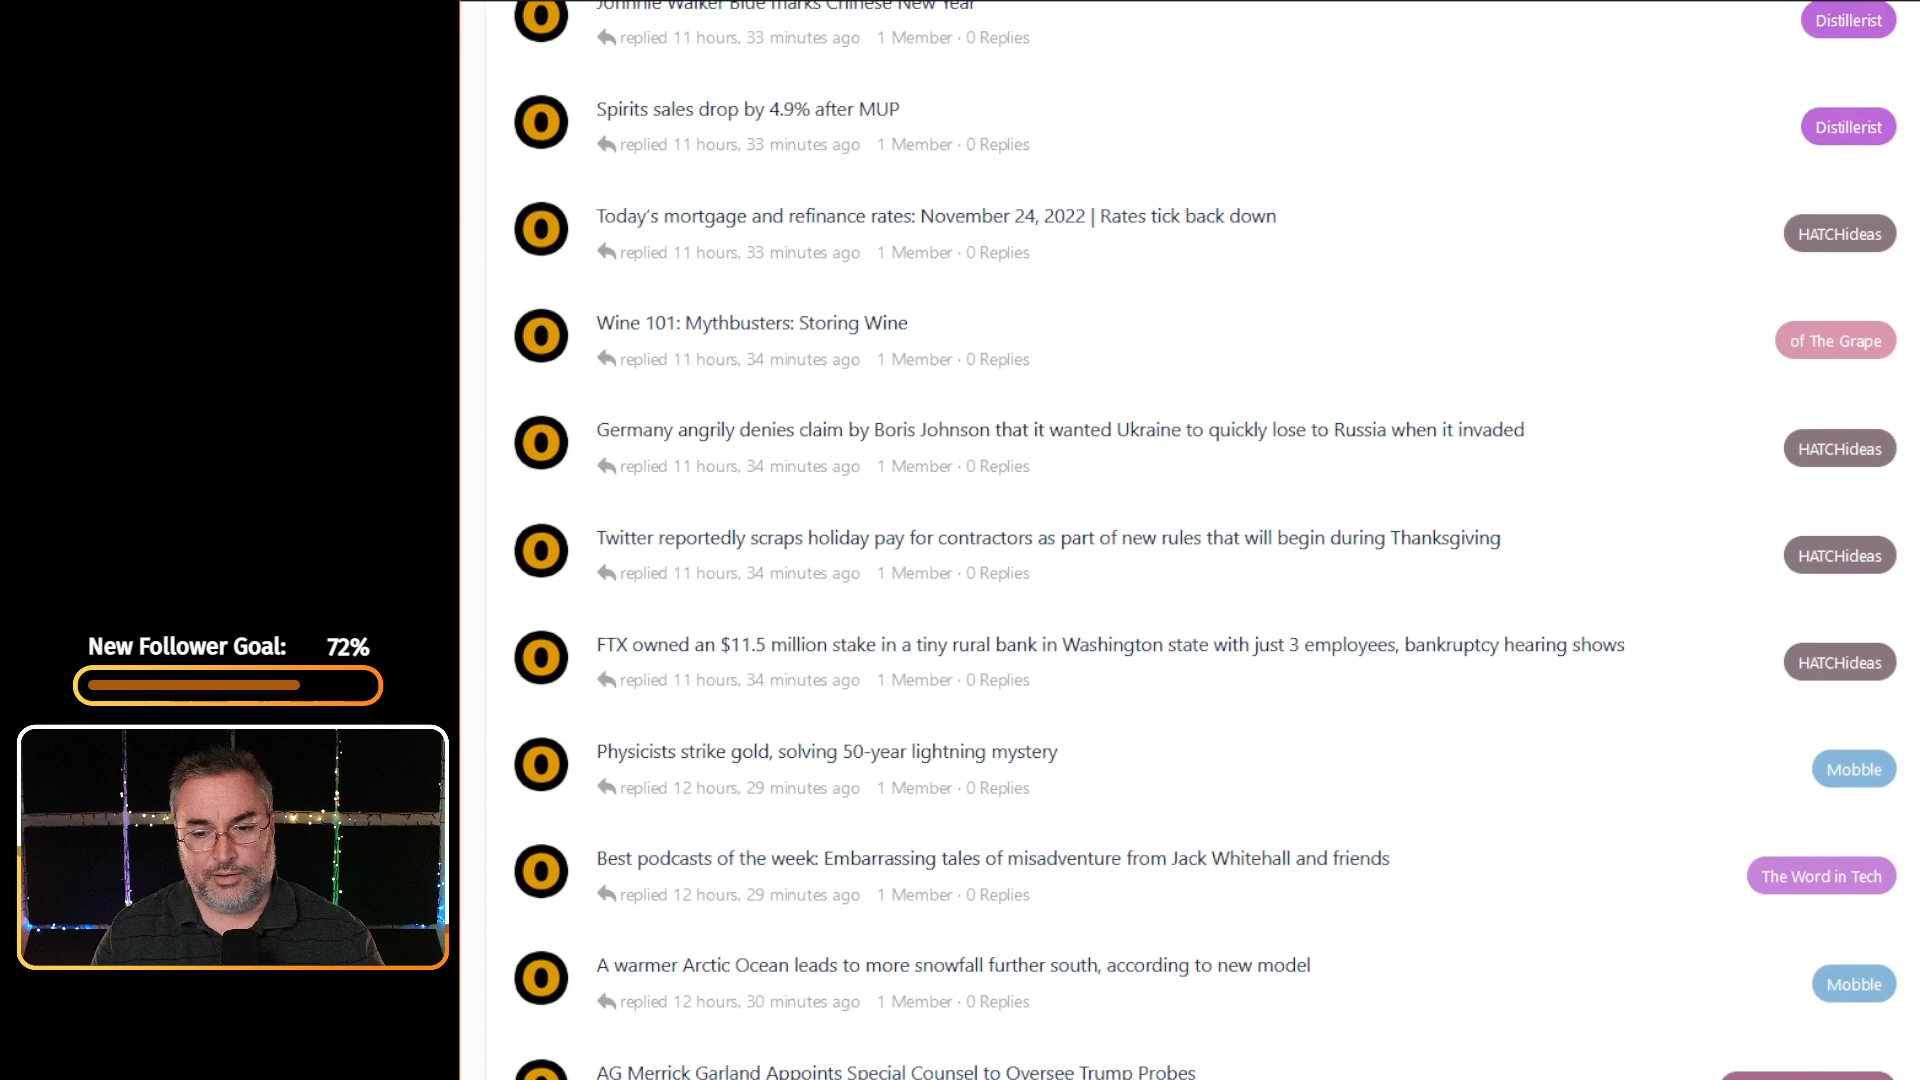 Johnnie Walker Blue marks Chinese New Year
replied 11 hours, 33 minutes ago 1 Member · 0 Replies
Distillerist
Spirits sales drop by 4.9% after MUP
replied 11 hours, 33 minutes ago 1 Member · 0 Replies
Distillerist
Today’s mortgage and refinance rates: November 24, 2022 | Rates tick back down
replied 11 hours, 33 minutes ago 1 Member · 0 Replies
HATCHideas
Wine 101: Mythbusters: Storing Wine
replied 11 hours, 34 minutes ago 1 Member · 0 Replies
of The Grape
Germany angrily denies claim by Boris Johnson that it wanted Ukraine to quickly lose to Russia when it invaded
replied 11 hours, 34 minutes ago 1 Member · 0 Replies
HATCHideas
Twitter reportedly scraps holiday pay for contractors as part of new rules that will begin during Thanksgiving
replied 11 hours, 34 minutes ago 1 Member · 0 Replies
HATCHideas
FTX owned an $11.5 million stake in a tiny rural bank in Washington state with just 3 employees, bankruptcy hearing shows
replied 11 hours, 34 minutes ago 1 Member · 0 Replies
HATCHideas
Physicists strike gold, solving 50-year lightning mystery
replied 12 hours, 29 minutes ago 1 Member · 0 Replies
Mobble
Best podcasts of the week: Embarrassing tales of misadventure from Jack Whitehall and friends
replied 12 hours, 29 minutes ago 1 Member · 0 Replies
The Word in Tech
A warmer Arctic Ocean leads to more snowfall further south, according to new model
replied 12 hours, 30 minutes ago 1 Member · 0 Replies
Mobble
AG Merrick Garland Appoints Special Counsel to Oversee Trump Probes
New Follower Goal: 72%